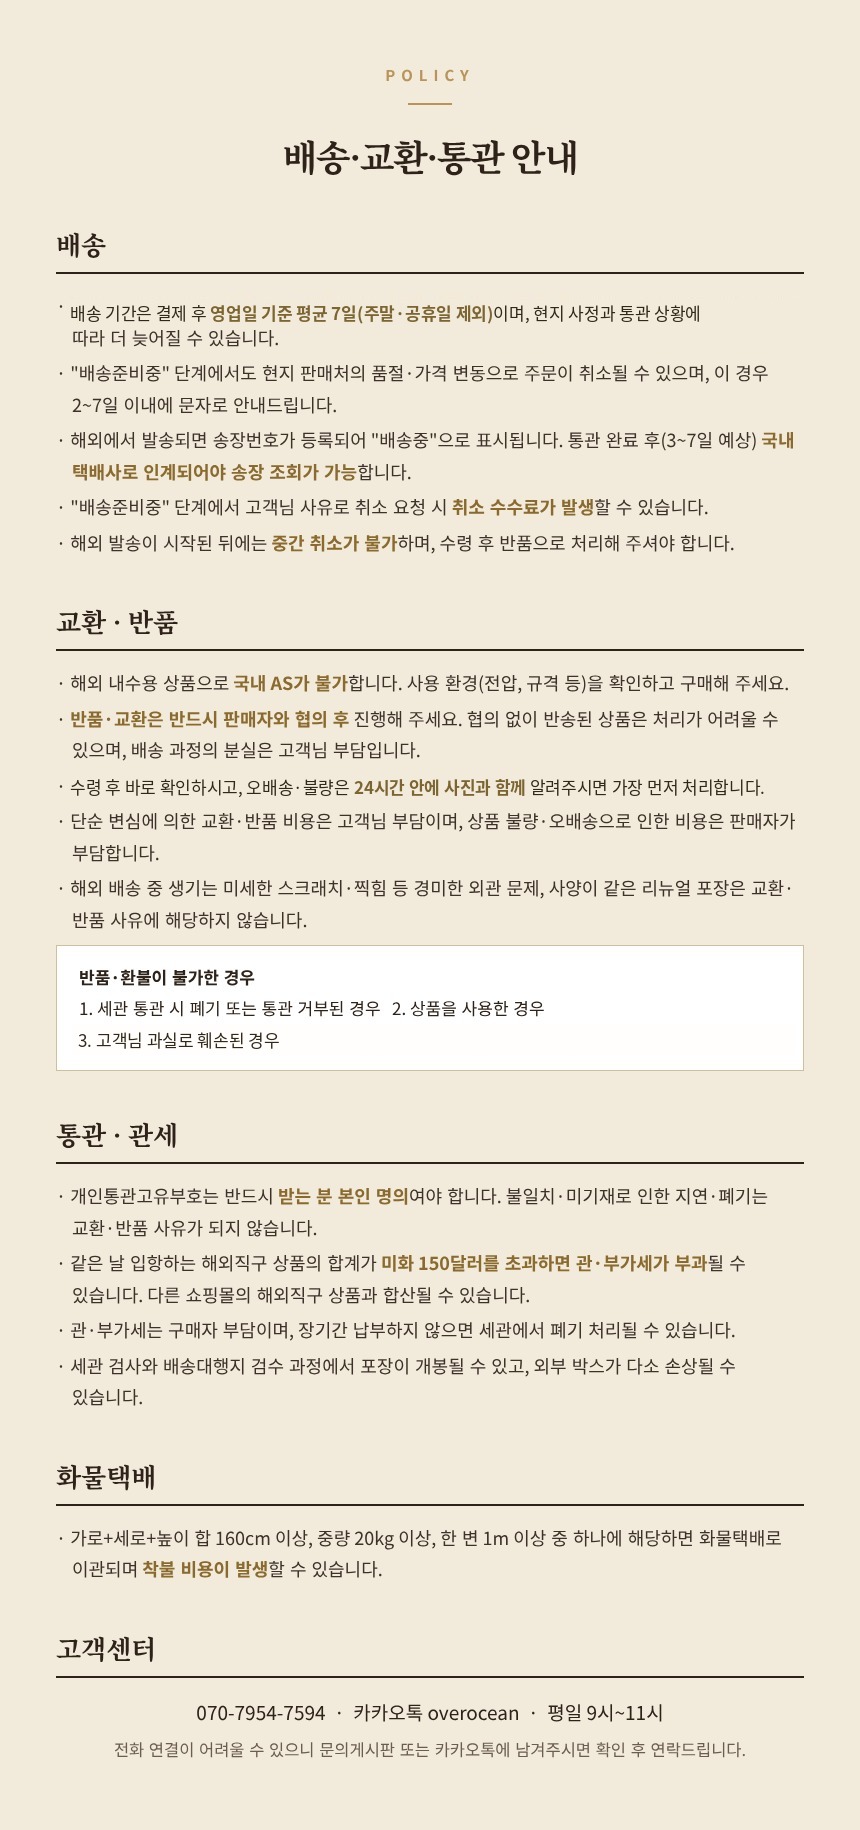 POLICY
배송·교환·통관 안내
배송
· 배송 기간은 결제 후 영업일 기준 평균 7일(주말·공휴일 제외)이며, 현지 사정과 통관 상황에
따라 더 늦어질 수 있습니다.
· "배송준비중" 단계에서도 현지 판매처의 품절·가격 변동으로 주문이 취소될 수 있으며, 이 경우
2~7일 이내에 문자로 안내드립니다.
· 해외에서 발송되면 송장번호가 등록되어 "배송중"으로 표시됩니다. 통관 완료 후(3~7일 예상) 국내
택배사로 인계되어야 송장 조회가 가능합니다.
· "배송준비중" 단계에서 고객님 사유로 취소 요청 시 취소 수수료가 발생할 수 있습니다.
· 해외 발송이 시작된 뒤에는 중간 취소가 불가하며, 수령 후 반품으로 처리해 주셔야 합니다.
교환 · 반품
· 해외 내수용 상품으로 국내 AS가 불가합니다. 사용 환경(전압, 규격 등)을 확인하고 구매해 주세요.
· 반품·교환은 반드시 판매자와 협의 후 진행해 주세요. 협의 없이 반송된 상품은 처리가 어려울 수
있으며, 배송 과정의 분실은 고객님 부담입니다.
· 수령 후 바로 확인하시고, 오배송·불량은 24시간 안에 사진과 함께 알려주시면 가장 먼저 처리합니다.
· 단순 변심에 의한 교환·반품 비용은 고객님 부담이며, 상품 불량·오배송으로 인한 비용은 판매자가
부담합니다.
· 해외 배송 중 생기는 미세한 스크래치·찍힘 등 경미한 외관 문제, 사양이 같은 리뉴얼 포장은 교환·
반품 사유에 해당하지 않습니다.
반품·환불이 불가한 경우
1. 세관 통관 시 폐기 또는 통관 거부된 경우 2. 상품을 사용한 경우
3. 고객님 과실로 훼손된 경우
통관 · 관세
· 개인통관고유부호는 반드시 받는 분 본인 명의여야 합니다. 불일치·미기재로 인한 지연·폐기는
교환·반품 사유가 되지 않습니다.
· 같은 날 입항하는 해외직구 상품의 합계가 미화 150달러를 초과하면 관·부가세가 부과될 수
있습니다. 다른 쇼핑몰의 해외직구 상품과 합산될 수 있습니다.
· 관·부가세는 구매자 부담이며, 장기간 납부하지 않으면 세관에서 폐기 처리될 수 있습니다.
· 세관 검사와 배송대행지 검수 과정에서 포장이 개봉될 수 있고, 외부 박스가 다소 손상될 수
있습니다.
화물택배
· 가로+세로+높이 합 160cm 이상, 중량 20kg 이상, 한 변 1m 이상 중 하나에 해당하면 화물택배로
이관되며 착불 비용이 발생할 수 있습니다.
고객센터
070-7954-7594 · 카카오톡 overocean · 평일 9시~11시
전화 연결이 어려울 수 있으니 문의게시판 또는 카카오톡에 남겨주시면 확인 후 연락드립니다.